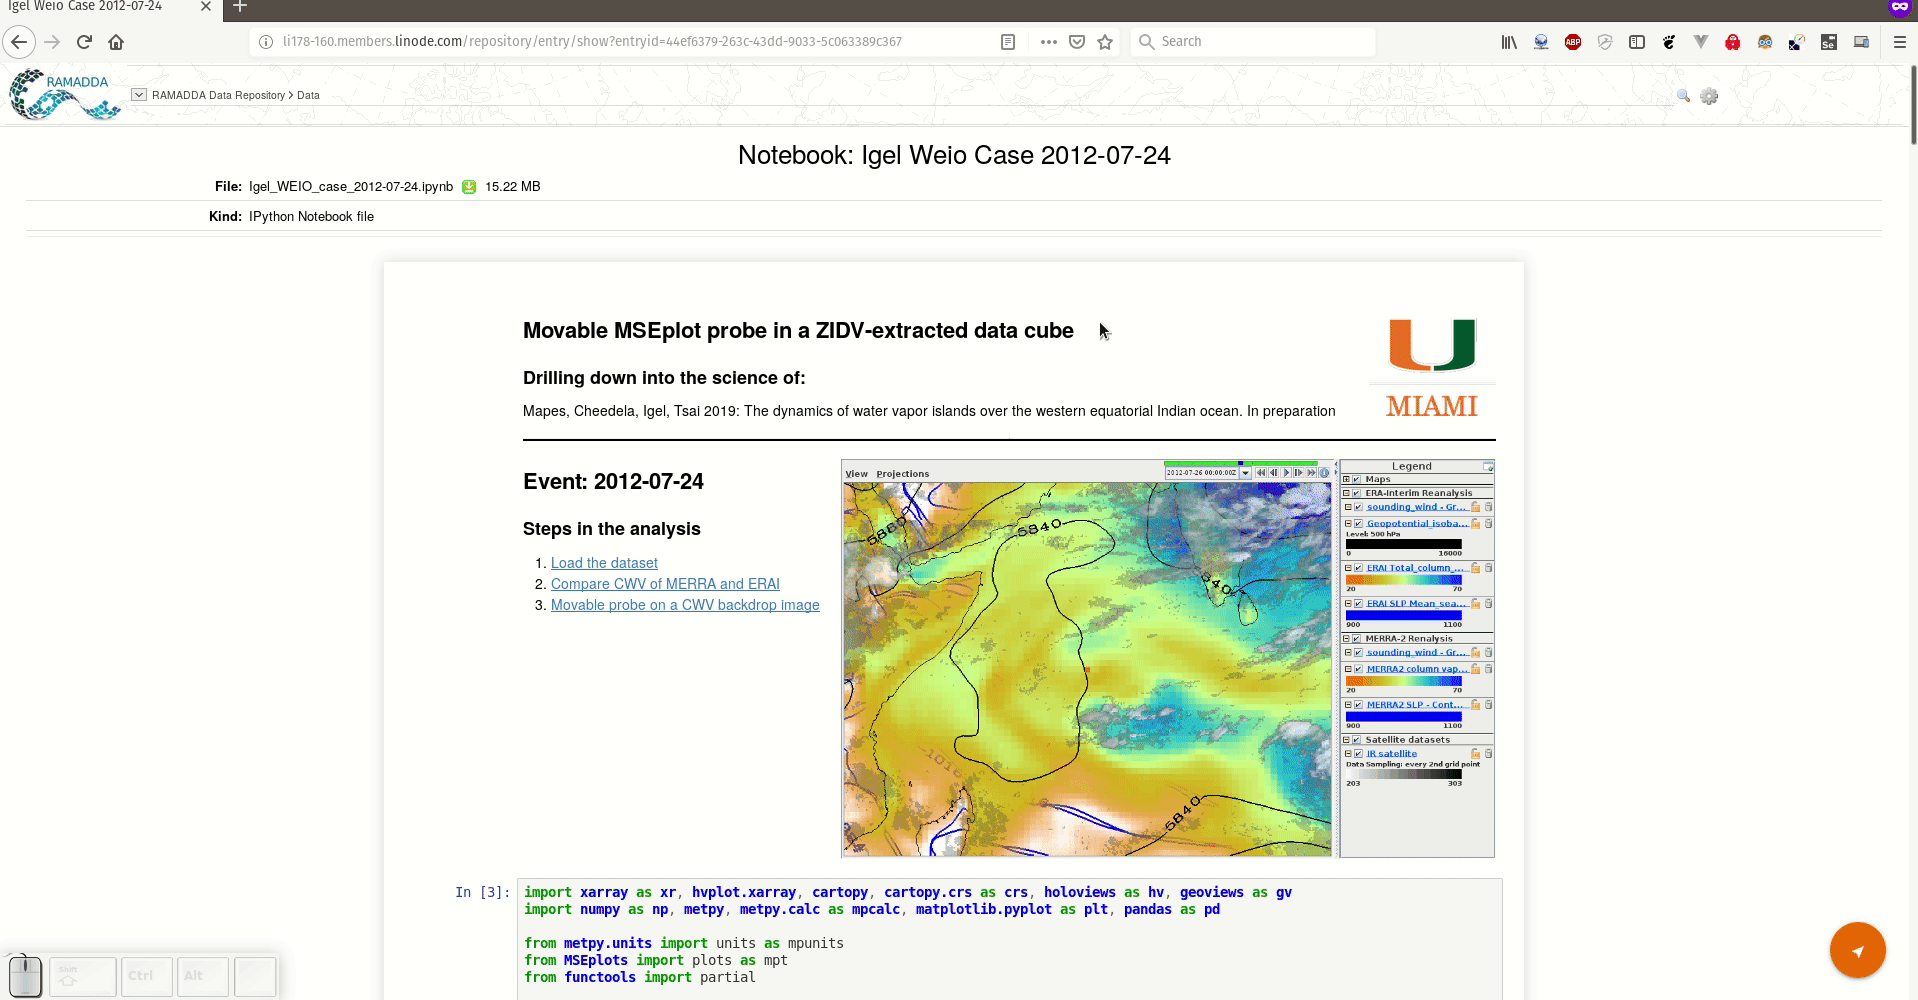 Igel Weio Case 2012-07-24
li178-160.members.linode.com/repository/entry/show?entryid=44ef6379-263c-43dd-9033-5c063389c367
Search
ABP
Se
RAMADDA
RAMADDA Data Repository > Data
Notebook: Igel Weio Case 2012-07-24
File: Igel_WEIO_case_2012-07-24.ipynb 15.22 MB
Kind: IPython Notebook file
Movable MSEplot probe in a ZIDV-extracted data cube
Drilling down into the science of:
Mapes, Cheedela, Igel, Tsai 2019: The dynamics of water vapor islands over the western equatorial Indian ocean. In preparation
MIAMI
Event: 2012-07-24
Steps in the analysis
1. Load the dataset
2. Compare CWV of MERRA and ERAI
3. Movable probe on a CWV backdrop image
View Projections
2012-07-26 00:00:00Z
5880
5840
5840
Legend
Maps
ERA-Interim Reanalysis
sounding_wind - Gr...
Geopotential_isoba...
Level: 500 hPa
0 16000
ERAI Total_column_...
20 70
ERAI SLP Mean_sea...
900 1100
MERRA-2 Renalysis
sounding_wind - Gr...
MERRA2 column vap...
20 70
MERRA2 SLP - Cont...
900 1100
Satellite datasets
IR satellite
Data Sampling: every 2nd grid point
203 303
In [3]:
import xarray as xr, hvplot.xarray, cartopy, cartopy.crs as crs, holoviews as hv, geoviews as gv
import numpy as np, metpy, metpy.calc as mpcalc, matplotlib.pyplot as plt, pandas as pd
from metpy.units import units as mpunits
from MSEplots import plots as mpt
from functools import partial
Shift
Ctrl
Alt